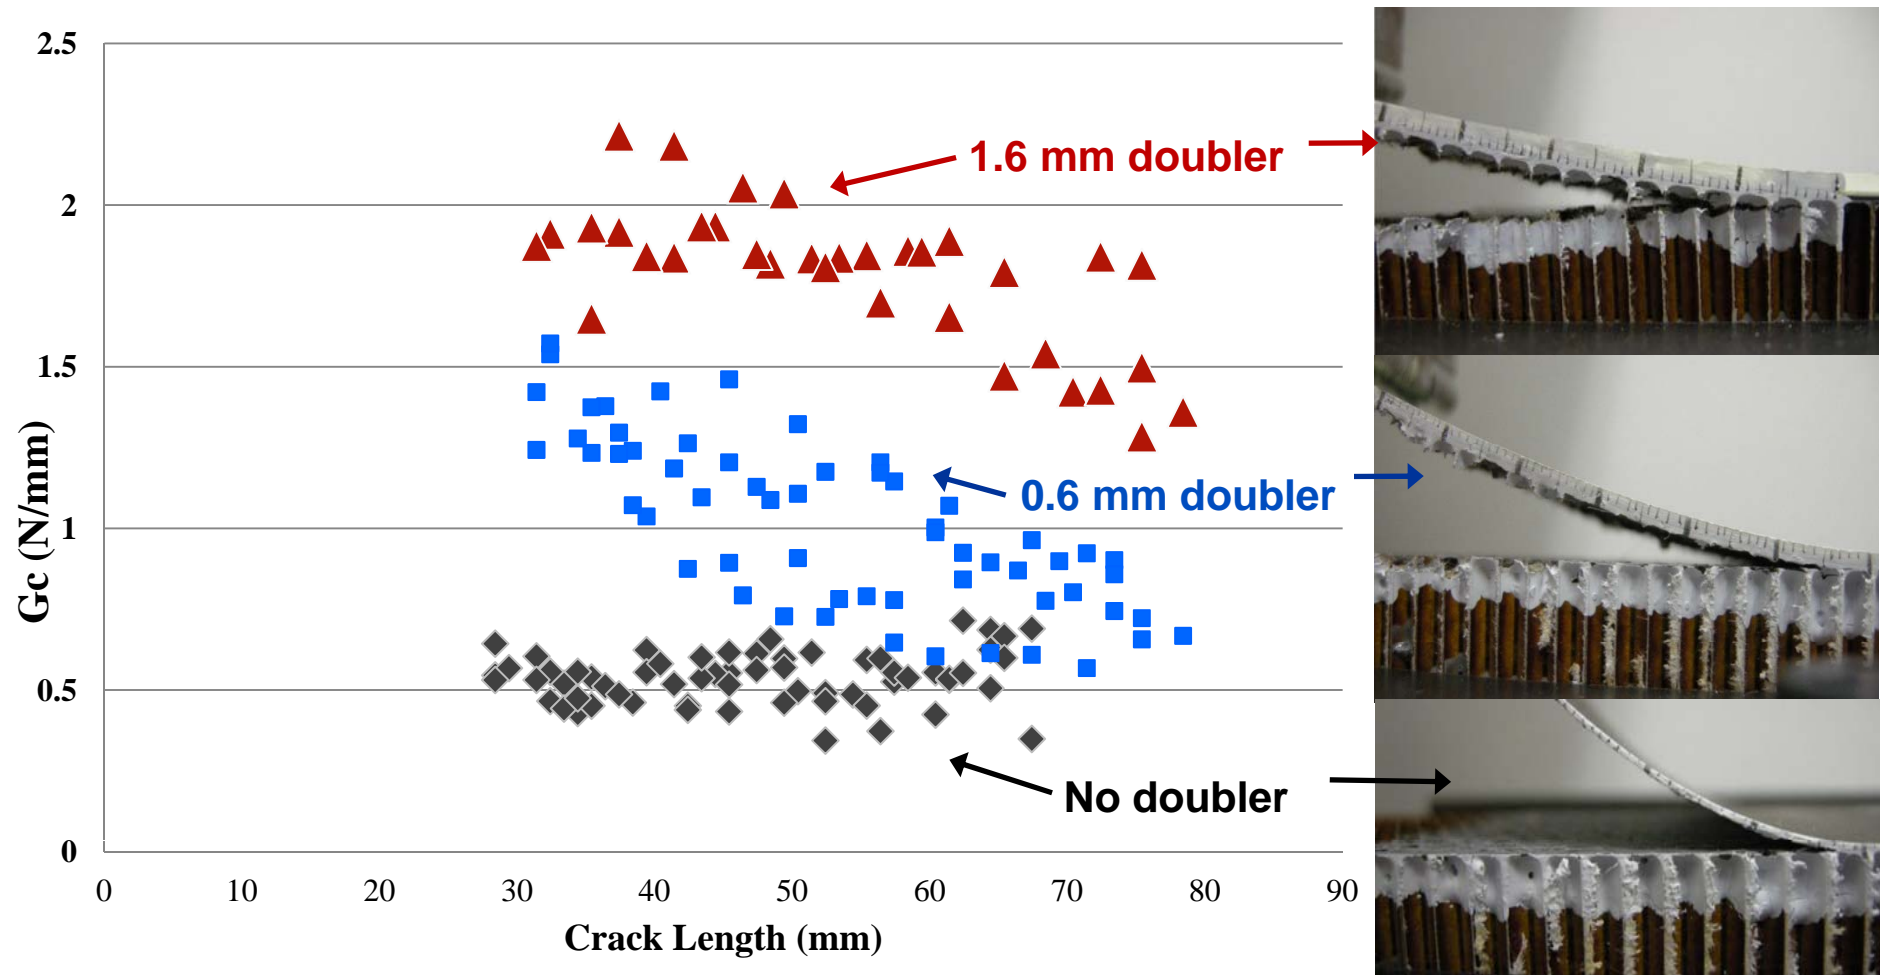 2.5
2
1.5
1
0.5
0
Gc (N/mm)
0 10 20 30 40 50 60 70 80 90
Crack Length (mm)
1.6 mm doubler
0.6 mm doubler
No doubler